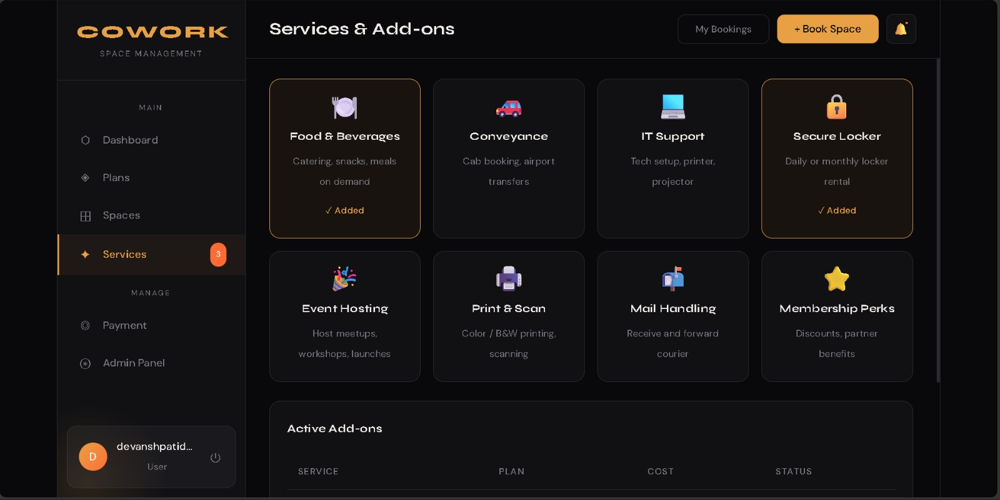 COWORK
SPACE MANAGEMENT
MAIN
Dashboard
Plans
Spaces
Services
3
MANAGE
Payment
Admin Panel
D
devanshpatid...
User
Services & Add-ons
My Bookings
+ Book Space
Food & Beverages
Catering, snacks, meals
on demand
✓ Added
Conveyance
Cab booking, airport
transfers
IT Support
Tech setup, printer,
projector
Secure Locker
Daily or monthly locker
rental
✓ Added
Event Hosting
Host meetups,
workshops, launches
Print & Scan
Color / B&W printing,
scanning
Mail Handling
Receive and forward
courier
Membership Perks
Discounts, partner
benefits
Active Add-ons
SERVICE PLAN COST STATUS